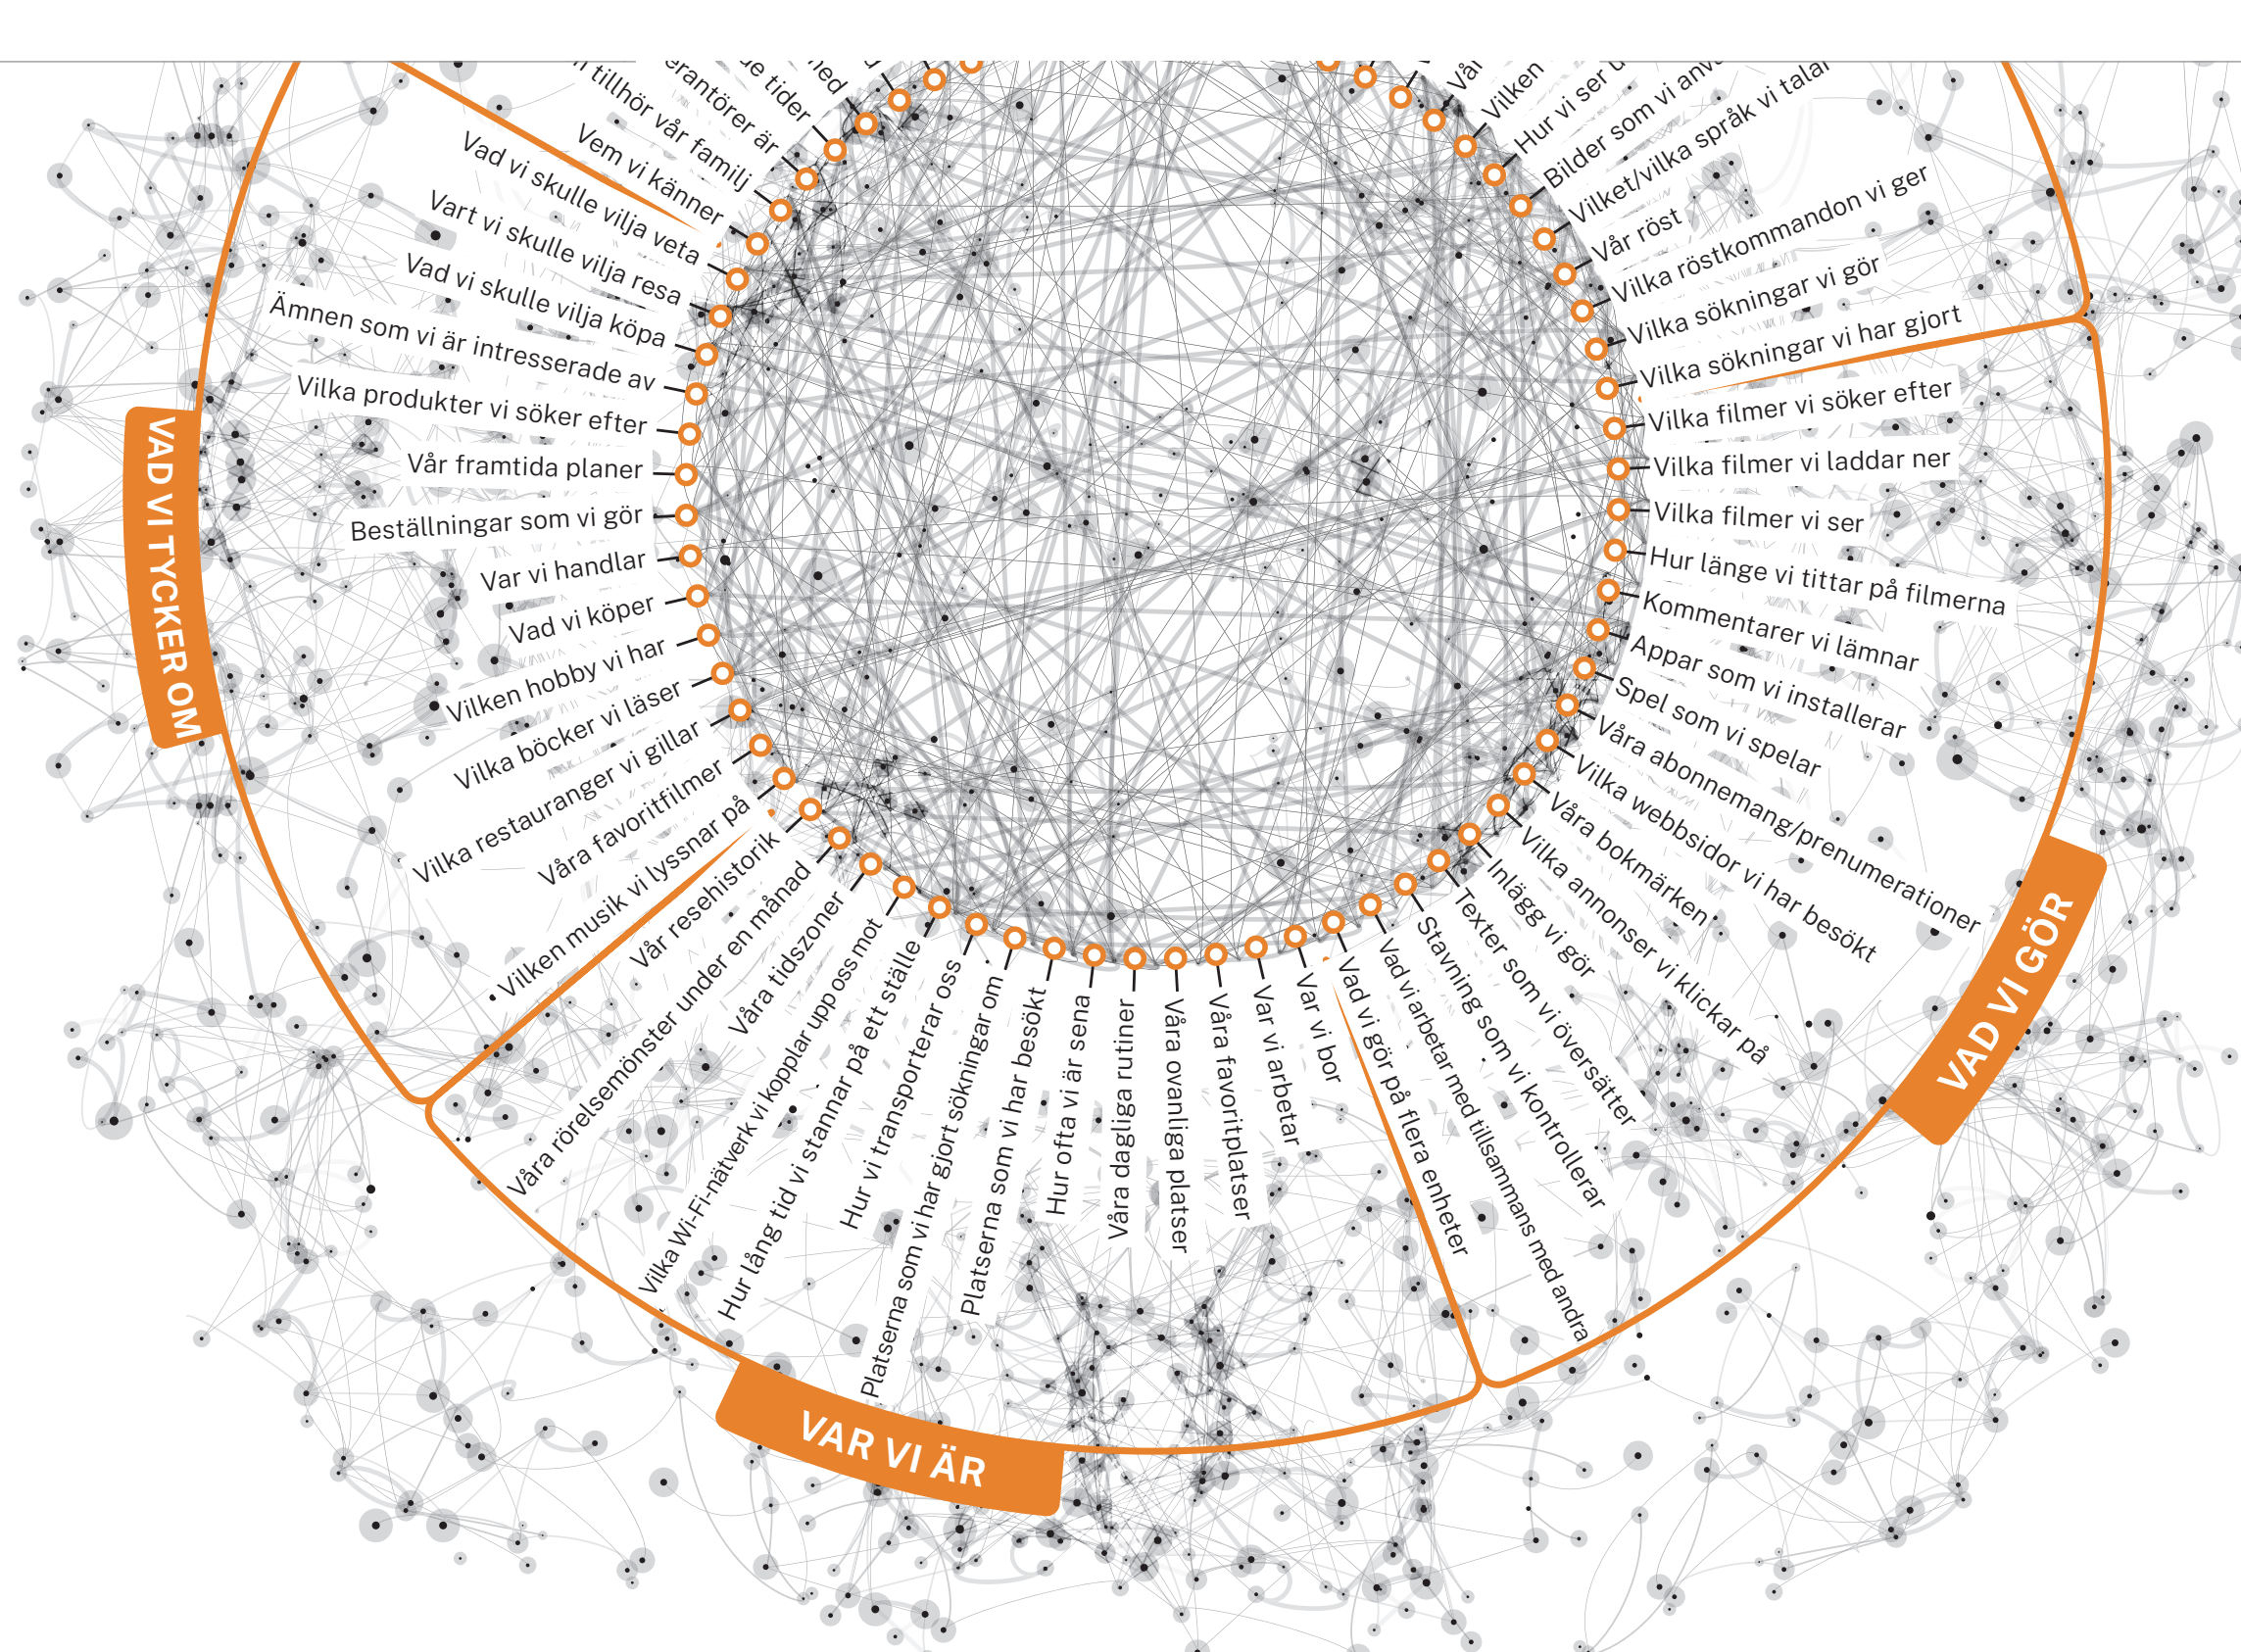 med
de tider
erantörer är
tillhör vår familj
Vem vi känner
Vad vi skulle vilja veta
Vart vi skulle vilja resa
Vad vi skulle vilja köpa
Ämnen som vi är intresserade av
Vilka produkter vi söker efter
Vår framtida planer
Beställningar som vi gör
Var vi handlar
Vad vi köper
Vilken hobby vi har
Vilka böcker vi läser
Vilka restauranger vi gillar
Våra favoritfilmer
Vilken musik vi lyssnar på
VAD VI TYCKER OM
Vår resehistorik
Våra rörelsemönster under en månad
Våra tidszoner
Vilka Wi-Fi-nätverk vi kopplar upp oss mot
Hur lång tid vi stannar på ett ställe
Hur vi transporterar oss
Platserna som vi har gjort sökningar om
Platserna som vi har besökt
Hur ofta vi är sena
Våra dagliga rutiner
Våra ovanliga platser
Våra favoritplatser
Var vi arbetar
Var vi bor
VAR VI ÄR
Vad vi gör på flera enheter
Vad vi arbetar med tillsammans med andra
Stavning som vi kontrollerar
Texter som vi översätter
Inlägg vi gör
Vilka annonser vi klickar på
Våra bokmärken
Vilka webbsidor vi har besökt
Våra abonnemang/prenumerationer
Spel som vi spelar
Appar som vi installerar
Kommentarer vi lämnar
Hur länge vi tittar på filmerna
Vilka filmer vi ser
Vilka filmer vi laddar ner
Vilka filmer vi söker efter
VAD VI GÖR
Vilka sökningar vi har gjort
Vilka sökningar vi gör
Vilka röstkommandon vi ger
Vår röst
Vilket/vilka språk vi talar
Bilder som vi anv
Hur vi ser
Vilken